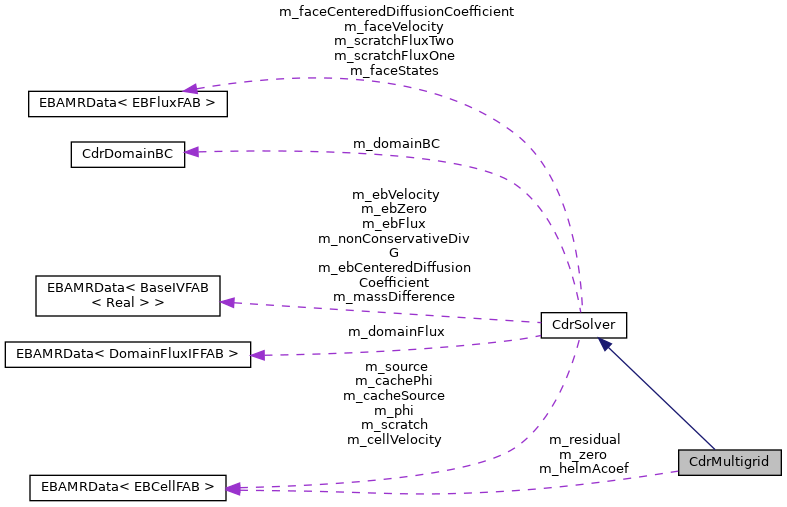 m_faceCenteredDiffusionCoefficient
m_faceVelocity
m_scratchFluxTwo
m_scratchFluxOne
m_faceStates
EBAMRData< EBFluxFAB >
m_domainBC
CdrDomainBC
m_ebVelocity
m_ebZero
m_ebFlux
m_nonConservativeDiv
G
m_ebCenteredDiffusion
Coefficient
m_massDifference
EBAMRData< BaseIVFAB
< Real > >
CdrSolver
m_domainFlux
EBAMRData< DomainFluxIFFAB >
m_source
m_cachePhi
m_cacheSource
m_phi
m_scratch
m_cellVelocity
m_residual
m_zero
m_helmAcoef
CdrMultigrid
EBAMRData< EBCellFAB >